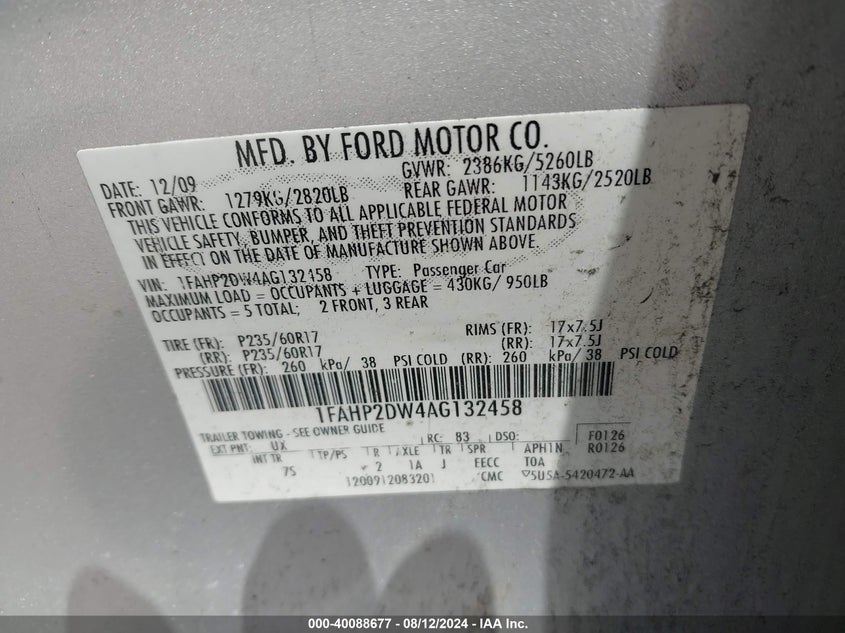 MFD. BY FORD MOTOR CO.
DATE: 12/09 GVWR: 2386KG/5260LB
FRONT GAWR: 1279KG/2820LB REAR GAWR: 1143KG/2520LB
THIS VEHICLE CONFORMS TO ALL APPLICABLE FEDERAL MOTOR
VEHICLE SAFETY, BUMPER, AND THEFT PREVENTION STANDARDS
IN EFFECT ON THE DATE OF MANUFACTURE SHOWN ABOVE.
VIN: 1FAHP2DW4AG132458 TYPE: Passenger Car
MAXIMUM LOAD = OCCUPANTS + LUGGAGE = 430KG/ 950LB
OCCUPANTS = 5 TOTAL; 2 FRONT, 3 REAR
TIRE (FR): P235/60R17 RIMS (FR): 17x7.5J
(RR): P235/60R17 (RR): 17x7.5J
PRESSURE (FR): 260 kPa/ 38 PSI COLD (RR): 260 kPa/ 38 PSI COLD
1FAHP2DW4AG132458
TRAILER TOWING - SEE OWNER GUIDE
EXT PNT: UX RC: 83 DSO: F0126
INT TR TP/PS R AXLE TR SPR APH1N R0126
7S 2 1A J EECC TOA
120091208320 CMC 5U5A-5420472-AA
000-40088677 - 08/12/2024 - IAA Inc.